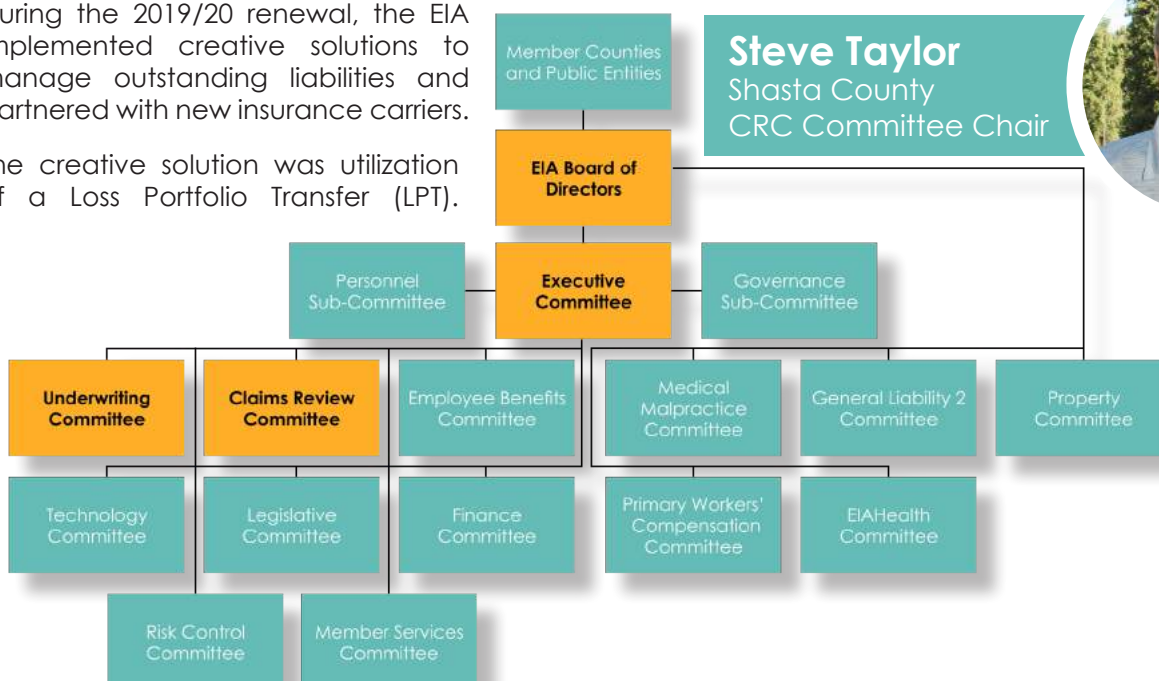 uring the 2019/20 renewal, the EIA
mplemented creative solutions to
manage outstanding liabilities and
artnered with new insurance carriers.
ne creative solution was utilization
f a Loss Portfolio Transfer (LPT).
Steve Taylor
Shasta County
CRC Committee Chair
Member Counties
and Public Entities
EIA Board of
Directors
Personnel
Sub-Committee
Executive
Committee
Governance
Sub-Committee
Underwriting
Committee
Claims Review
Committee
Employee Benefits
Committee
Medical
Malpractice
Committee
General Liability 2
Committee
Property
Committee
Technology
Committee
Legislative
Committee
Finance
Committee
Primary Workers'
Compensation
Committee
EIAHealth
Committee
Risk Control
Committee
Member Services
Committee